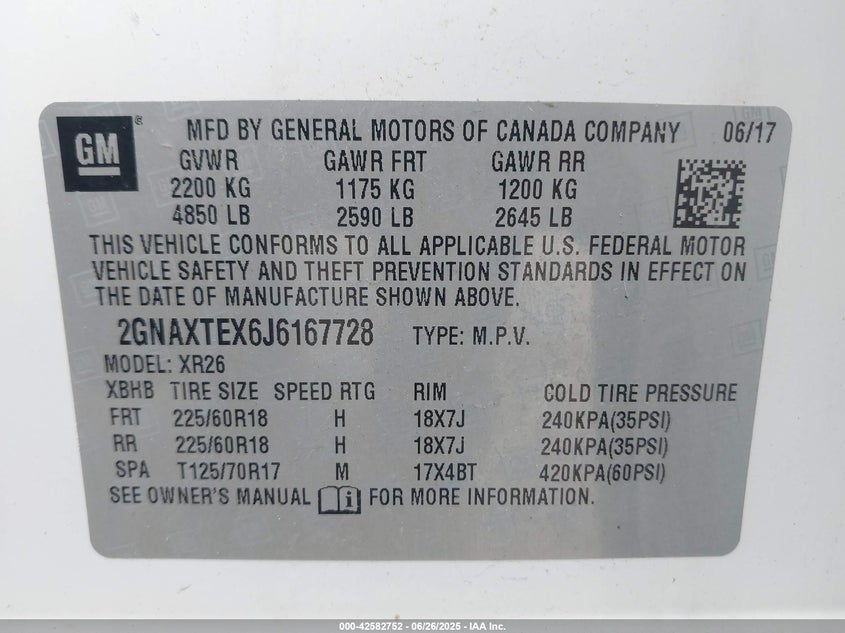 GM ® MFD BY GENERAL MOTORS OF CANADA COMPANY 06/17
GVWR GAWR FRT GAWR RR
2200 KG 1175 KG 1200 KG
4850 LB 2590 LB 2645 LB
THIS VEHICLE CONFORMS TO ALL APPLICABLE U.S. FEDERAL MOTOR
VEHICLE SAFETY AND THEFT PREVENTION STANDARDS IN EFFECT ON
THE DATE OF MANUFACTURE SHOWN ABOVE.
2GNAXTEX6J6167728 TYPE: M.P.V.
MODEL: XR26
XBHB TIRE SIZE SPEED RTG RIM COLD TIRE PRESSURE
FRT 225/60R18 H 18X7J 240KPA(35PSI)
RR 225/60R18 H 18X7J 240KPA(35PSI)
SPA T125/70R17 M 17X4BT 420KPA(60PSI)
SEE OWNER'S MANUAL FOR MORE INFORMATION.
000-42582752 - 06/26/2025 - IAA Inc.